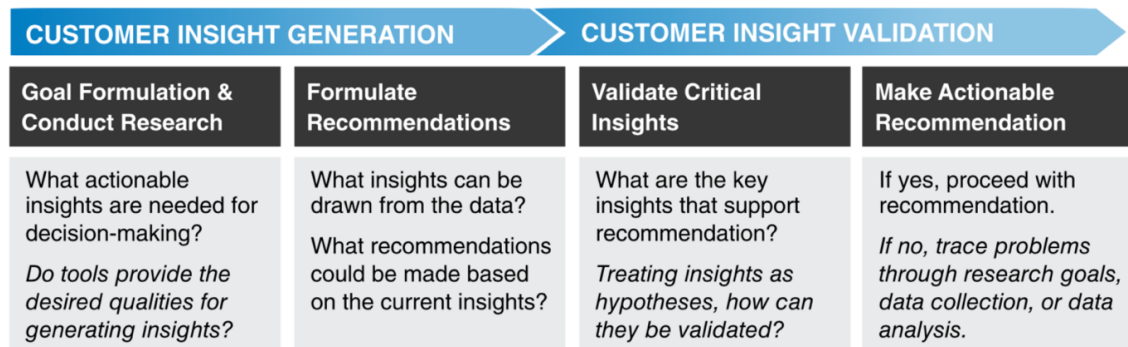 CUSTOMER INSIGHT GENERATION
CUSTOMER INSIGHT VALIDATION
Goal Formulation &
Conduct Research
What actionable
insights are needed for
decision-making?
Do tools provide the
desired qualities for
generating insights?
Formulate
Recommendations
What insights can be
drawn from the data?
What recommendations
could be made based
on the current insights?
Validate Critical
Insights
What are the key
insights that support
recommendation?
Treating insights as
hypotheses, how can
they be validated?
Make Actionable
Recommendation
If yes, proceed with
recommendation.
If no, trace problems
through research goals,
data collection, or data
analysis.